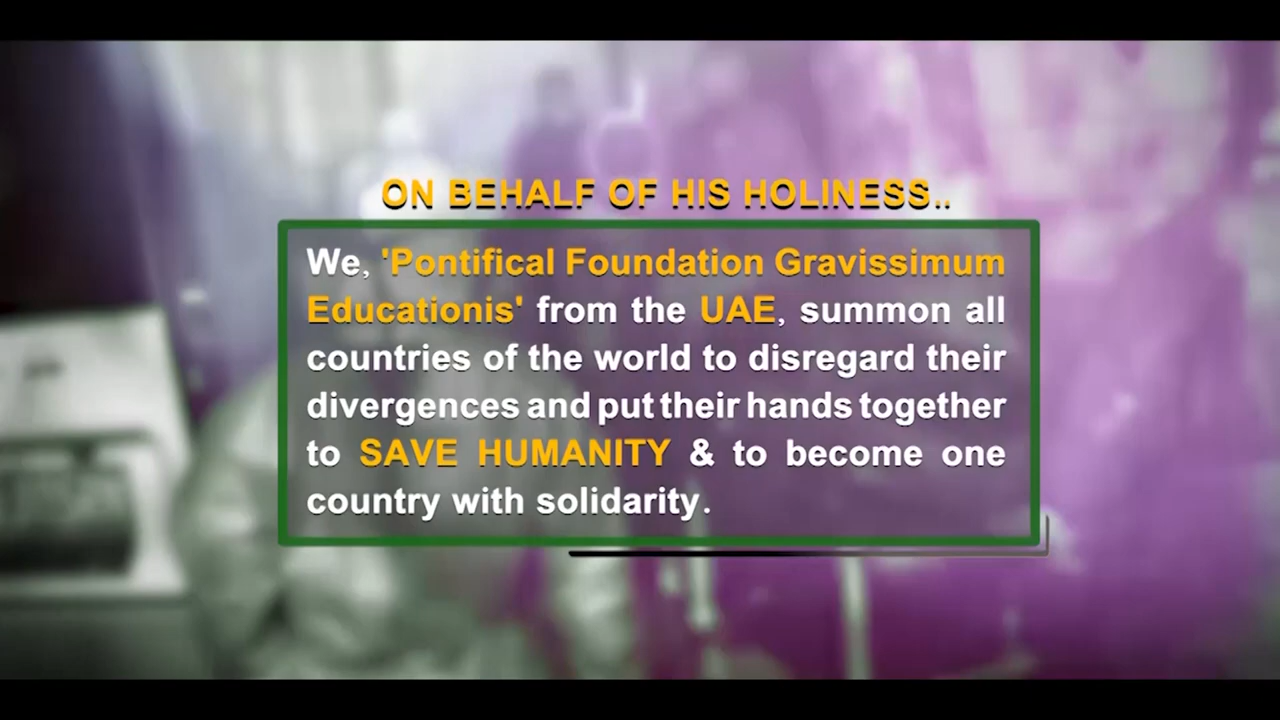 ON BEHALF OF HIS HOLINESS..
We, 'Pontifical Foundation Gravissimum
Educationis' from the UAE, summon all
countries of the world to disregard their
divergences and put their hands together
to SAVE HUMANITY & to become one
country with solidarity.